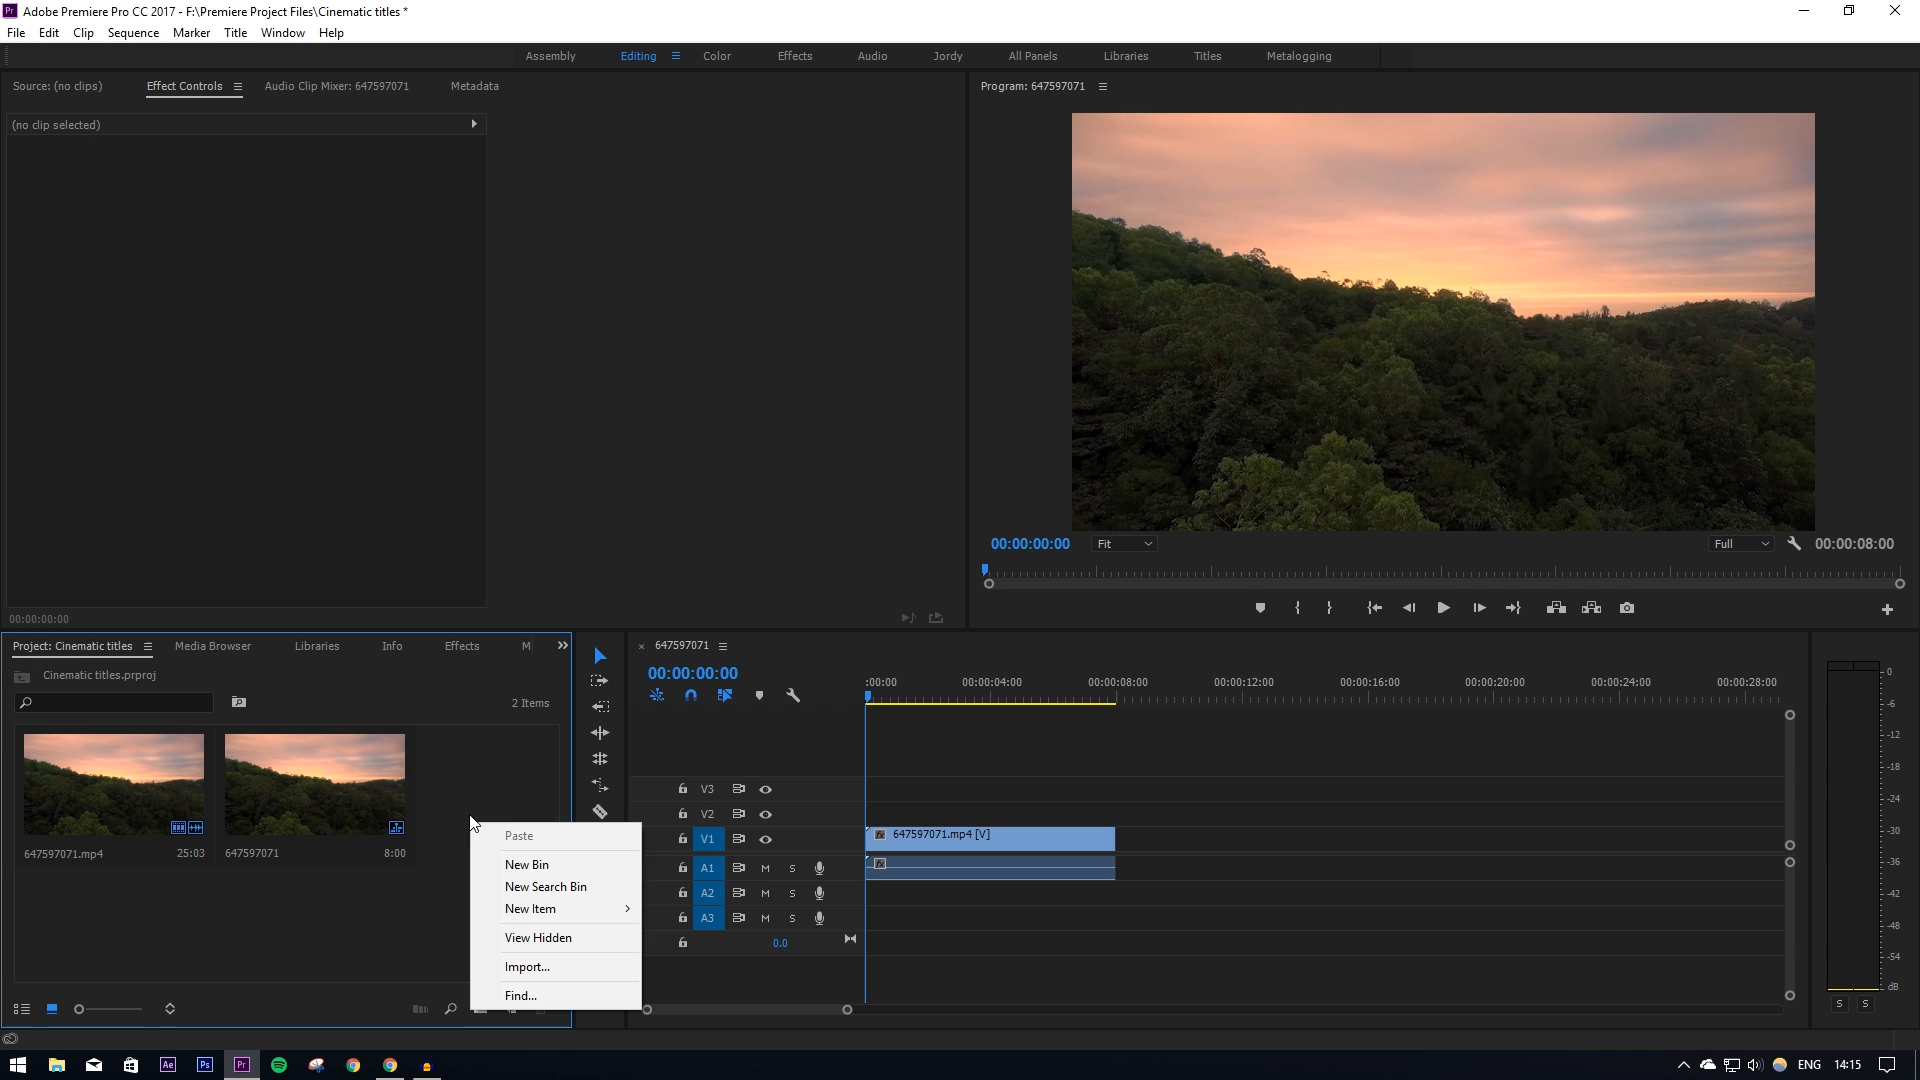 Pr Adobe Premiere Pro CC 2017 - F:\Premiere Project Files\Cinematic titles *
File Edit Clip Sequence Marker Title Window Help
Assembly Editing Color Effects Audio Jordy All Panels Libraries Titles Metalogging
Source: (no clips) Effect Controls Audio Clip Mixer: 647597071 Metadata
Program: 647597071
(no clip selected)
00:00:00:00 Fit Full 00:00:08:00
00:00:00:00
Project: Cinematic titles Media Browser Libraries Info Effects M
Cinematic titles.prproj
2 Items
647597071.mp4 25:03
647597071 8:00
Paste
New Bin
New Search Bin
New Item
View Hidden
Import...
Find...
647597071
00:00:00:00
:00:00 00:00:04:00 00:00:08:00 00:00:12:00 00:00:16:00 00:00:20:00 00:00:24:00 00:00:28:00
V3
V2
V1 fx 647597071.mp4 [V]
A1 M S fx
A2 M S
A3 M S
0.0
0
-6
-12
-18
-24
-30
-36
-42
-48
-54
dB
S S
Ae Ps Pr ENG 14:15